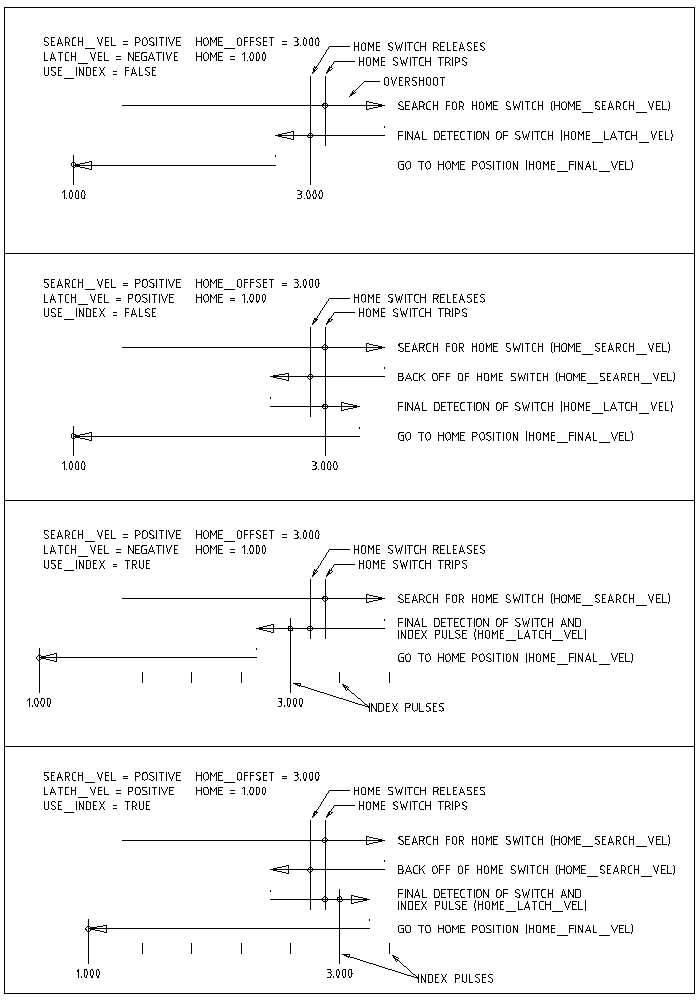 SEARCH_VEL = POSITIVE HOME_OFFSET = 3.000
LATCH_VEL = NEGATIVE HOME = 1.000
USE_INDEX = FALSE
HOME SWITCH RELEASES
HOME SWITCH TRIPS
OVERSHOOT
SEARCH FOR HOME SWITCH (HOME_SEARCH_VEL)
FINAL DETECTION OF SWITCH (HOME_LATCH_VEL)
GO TO HOME POSITION (HOME_FINAL_VEL)
1.000 3.000
SEARCH_VEL = POSITIVE HOME_OFFSET = 3.000
LATCH_VEL = POSITIVE HOME = 1.000
USE_INDEX = FALSE
HOME SWITCH RELEASES
HOME SWITCH TRIPS
SEARCH FOR HOME SWITCH (HOME_SEARCH_VEL)
BACK OFF OF HOME SWITCH (HOME_SEARCH_VEL)
FINAL DETECTION OF SWITCH (HOME_LATCH_VEL)
GO TO HOME POSITION (HOME_FINAL_VEL)
1.000 3.000
SEARCH_VEL = POSITIVE HOME_OFFSET = 3.000
LATCH_VEL = NEGATIVE HOME = 1.000
USE_INDEX = TRUE
HOME SWITCH RELEASES
HOME SWITCH TRIPS
SEARCH FOR HOME SWITCH (HOME_SEARCH_VEL)
FINAL DETECTION OF SWITCH AND
INDEX PULSE (HOME_LATCH_VEL)
GO TO HOME POSITION (HOME_FINAL_VEL)
1.000 3.000
INDEX PULSES
SEARCH_VEL = POSITIVE HOME_OFFSET = 3.000
LATCH_VEL = POSITIVE HOME = 1.000
USE_INDEX = TRUE
HOME SWITCH RELEASES
HOME SWITCH TRIPS
SEARCH FOR HOME SWITCH (HOME_SEARCH_VEL)
BACK OFF OF HOME SWITCH (HOME_SEARCH_VEL)
FINAL DETECTION OF SWITCH AND
INDEX PULSE (HOME_LATCH_VEL)
GO TO HOME POSITION (HOME_FINAL_VEL)
1.000 3.000
INDEX PULSES